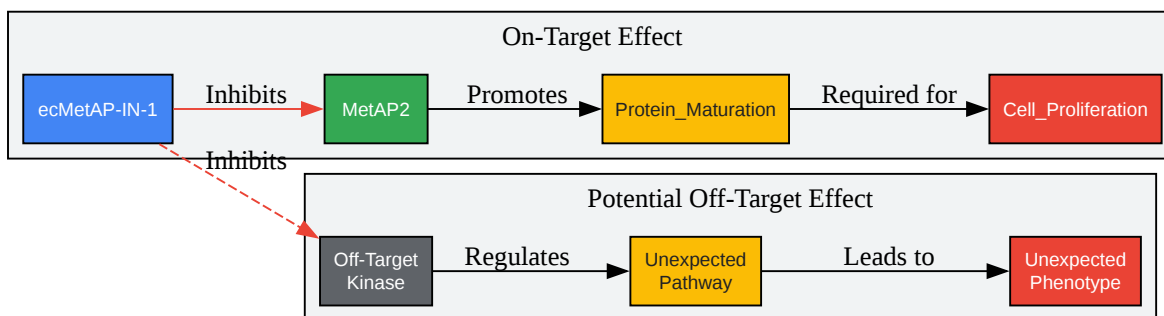 On-Target Effect
ecMetAP-IN-1
Inhibits
MetAP2
Promotes
Protein_Maturation
Required for
Cell_Proliferation
Inhibits
Potential Off-Target Effect
Off-Target
Kinase
Regulates
Unexpected
Pathway
Leads to
Unexpected
Phenotype